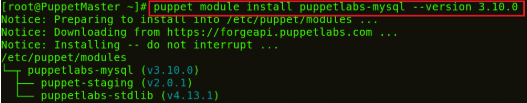 [root@PuppetMaster ~]# puppet module install puppetlabs-mysql --version 3.10.0
Notice: Preparing to install into /etc/puppet/modules ...
Notice: Downloading from https://forgeapi.puppetlabs.com ...
Notice: Installing -- do not interrupt ...
/etc/puppet/modules
└─┬ puppetlabs-mysql (v3.10.0)
  ├── puppet-staging (v2.0.1)
  └── puppetlabs-stdlib (v4.13.1)